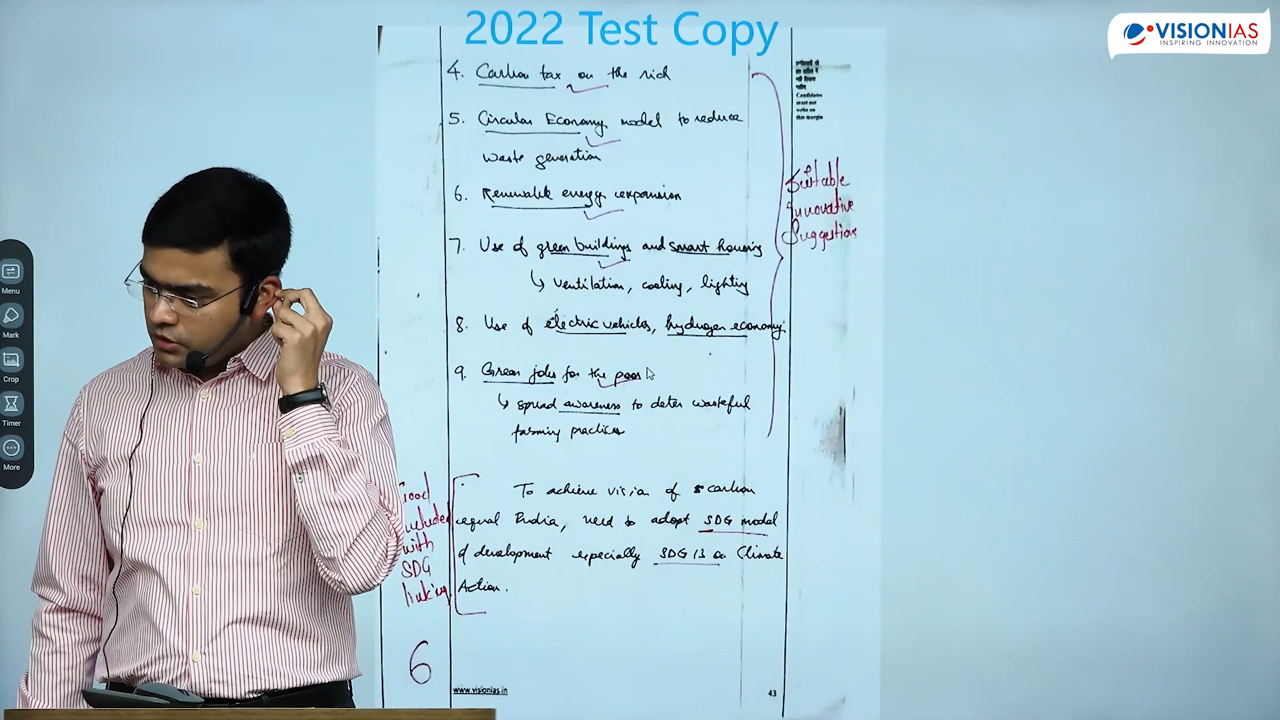 2022 Test Copy
VISIONIAS
INSPIRING INNOVATION
Menu
Mark
Crop
Timer
More
4. Carbon tax on the rich
5. Circular Economy model to reduce
waste generation
6. Renewable energy expansion
7. Use of green buildings and smart housing
↳ ventilation, cooling, lighting
8. Use of electric vehicles, hydrogen economy
9. Green jobs for the poor
↳ spread awareness to deter wasteful
farming practices
To achieve vision of carbon
equal India, need to adopt SDG model
of development especially SDG 13 on Climate
Action.
Candidates
must not
write on
this margin
Suitable
Innovative
Suggestions
Good
included
with
SDG
linking
6
www.visionias.in
43